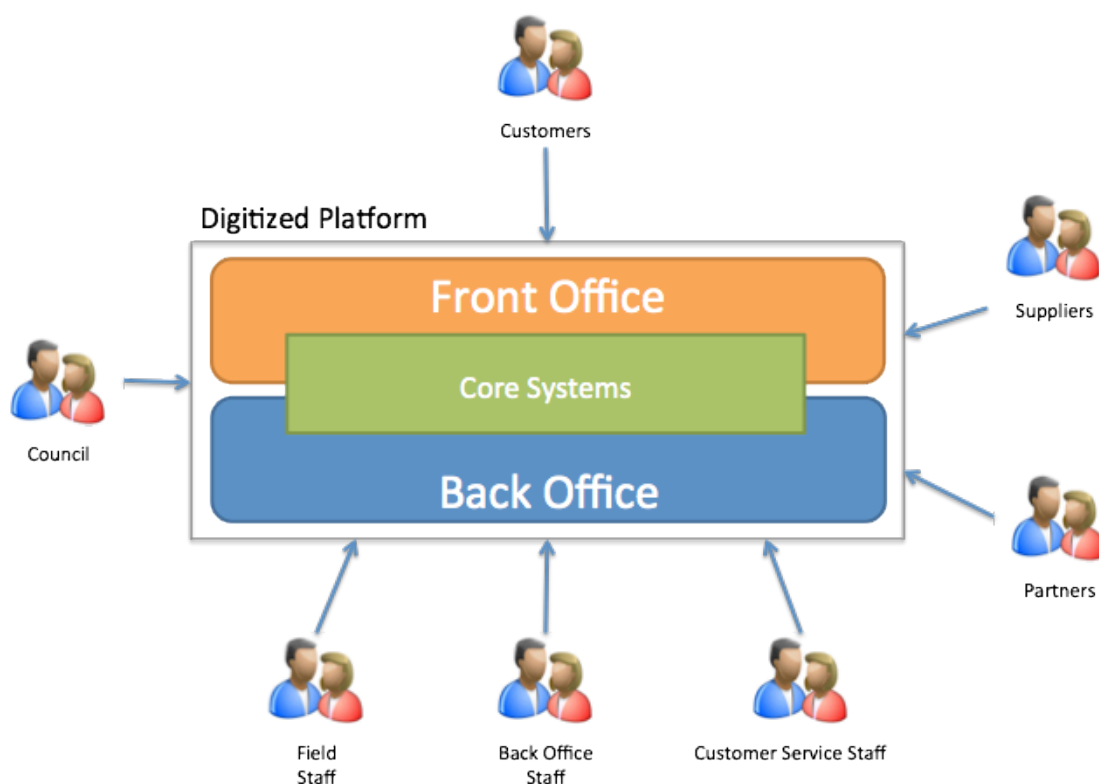 Customers
Digitized Platform
Front Office
Suppliers
Core Systems
Council
Back Office
Partners
Field
Staff
Back Office
Staff
Customer Service Staff